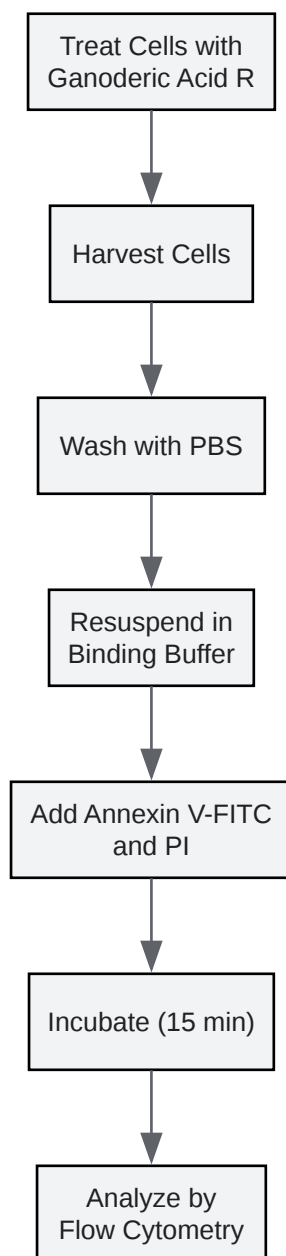 Treat Cells with
Ganoderic Acid R
Harvest Cells
Wash with PBS
Resuspend in
Binding Buffer
Add Annexin V-FITC
and PI
Incubate (15 min)
Analyze by
Flow Cytometry